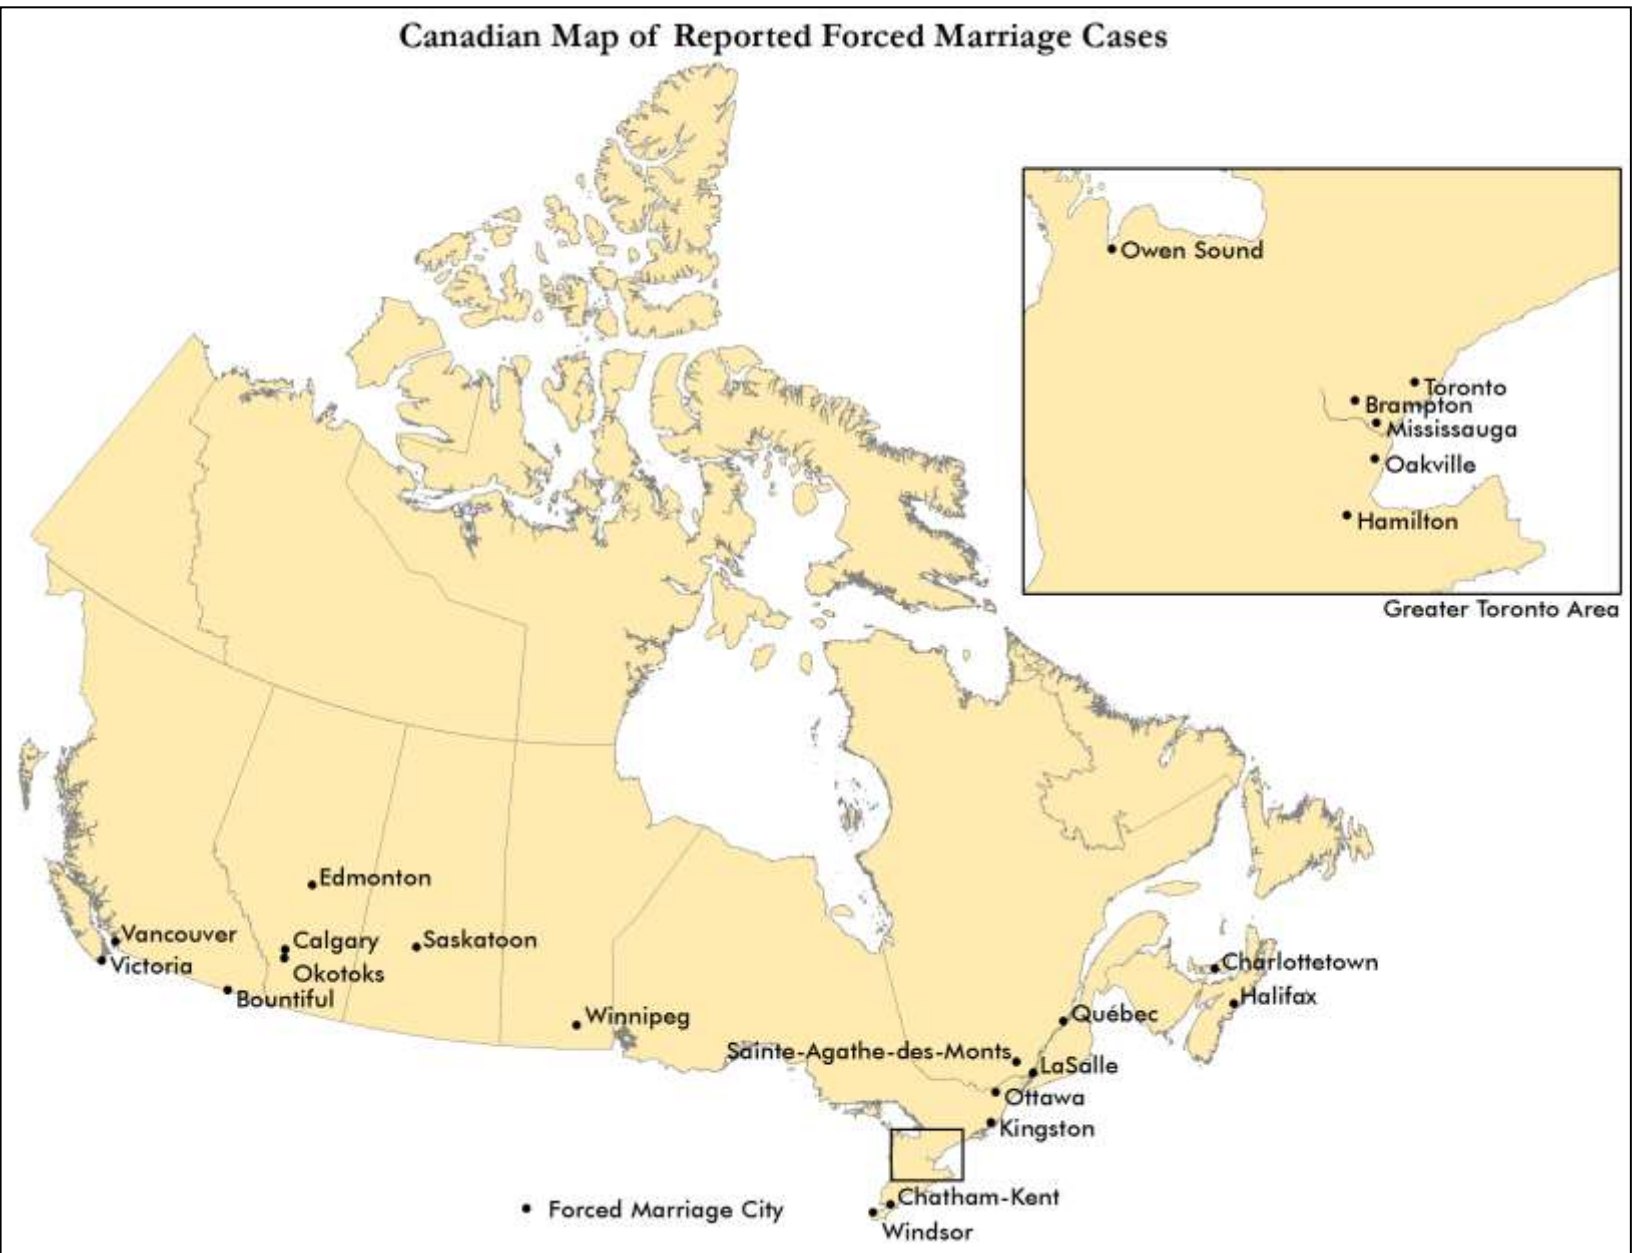 Canadian Map of Reported Forced Marriage Cases
Owen Sound
Toronto
Brampton
Mississauga
Oakville
Hamilton
Greater Toronto Area
Edmonton
Vancouver
Calgary
Saskatoon
Victoria
Okotoks
Bountiful
Winnipeg
Charlottetown
Halifax
Québec
Sainte-Agathe-des-Monts
LaSalle
Ottawa
Kingston
Chatham-Kent
Windsor
Forced Marriage City